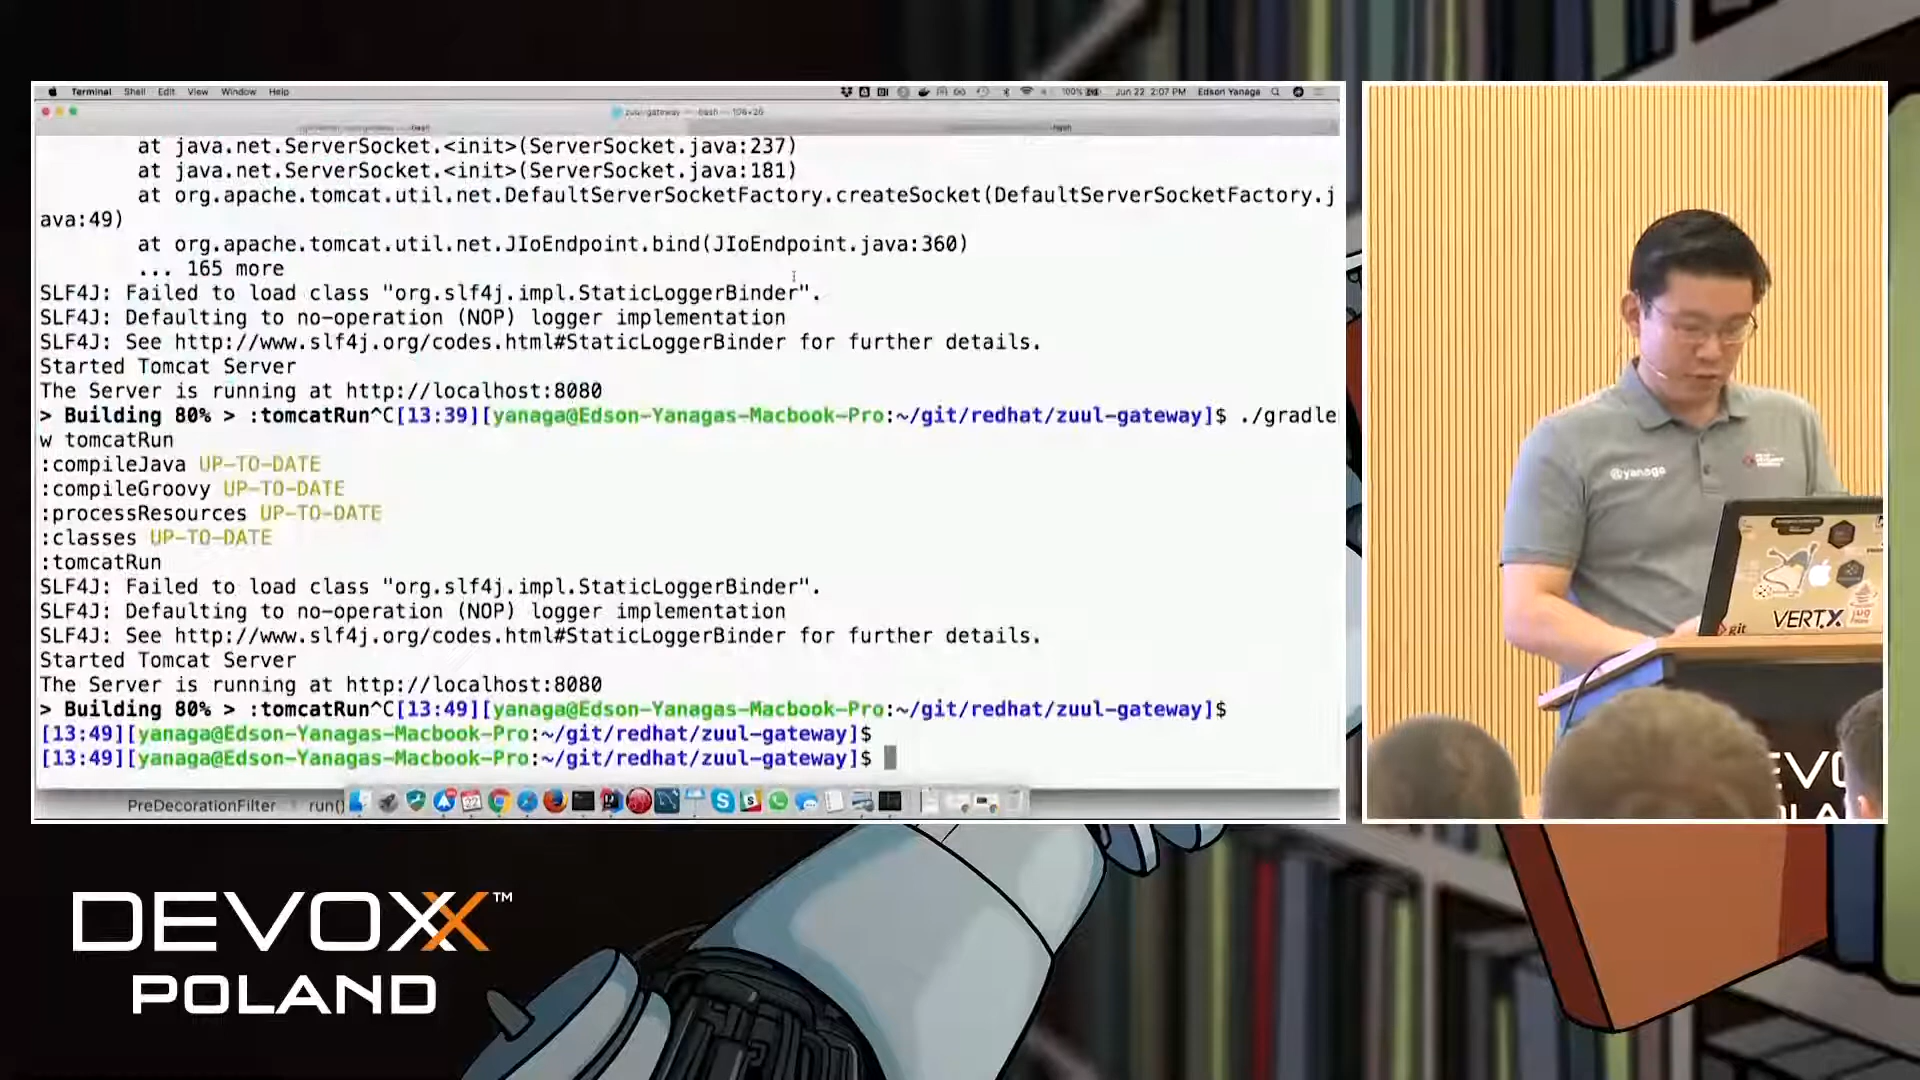 Terminal Shell Edit View Window Help
100% Jun 22 2:07 PM Edson Yanaga
zuul-gateway — -bash — 106×26
-bash
-bash
at java.net.ServerSocket.<init>(ServerSocket.java:237)
at java.net.ServerSocket.<init>(ServerSocket.java:181)
at org.apache.tomcat.util.net.DefaultServerSocketFactory.createSocket(DefaultServerSocketFactory.j
ava:49)
at org.apache.tomcat.util.net.JIoEndpoint.bind(JIoEndpoint.java:360)
... 165 more
SLF4J: Failed to load class "org.slf4j.impl.StaticLoggerBinder".
SLF4J: Defaulting to no-operation (NOP) logger implementation
SLF4J: See http://www.slf4j.org/codes.html#StaticLoggerBinder for further details.
Started Tomcat Server
The Server is running at http://localhost:8080
> Building 80% > :tomcatRun^C[13:39][yanaga@Edson-Yanagas-Macbook-Pro:~/git/redhat/zuul-gateway]$ ./gradle
w tomcatRun
:compileJava UP-TO-DATE
:compileGroovy UP-TO-DATE
:processResources UP-TO-DATE
:classes UP-TO-DATE
:tomcatRun
SLF4J: Failed to load class "org.slf4j.impl.StaticLoggerBinder".
SLF4J: Defaulting to no-operation (NOP) logger implementation
SLF4J: See http://www.slf4j.org/codes.html#StaticLoggerBinder for further details.
Started Tomcat Server
The Server is running at http://localhost:8080
> Building 80% > :tomcatRun^C[13:49][yanaga@Edson-Yanagas-Macbook-Pro:~/git/redhat/zuul-gateway]$
[13:49][yanaga@Edson-Yanagas-Macbook-Pro:~/git/redhat/zuul-gateway]$
[13:49][yanaga@Edson-Yanagas-Macbook-Pro:~/git/redhat/zuul-gateway]$
PreDecorationFilter run()
@yanaga
VERT.X
git
DEVOXX™
POLAND